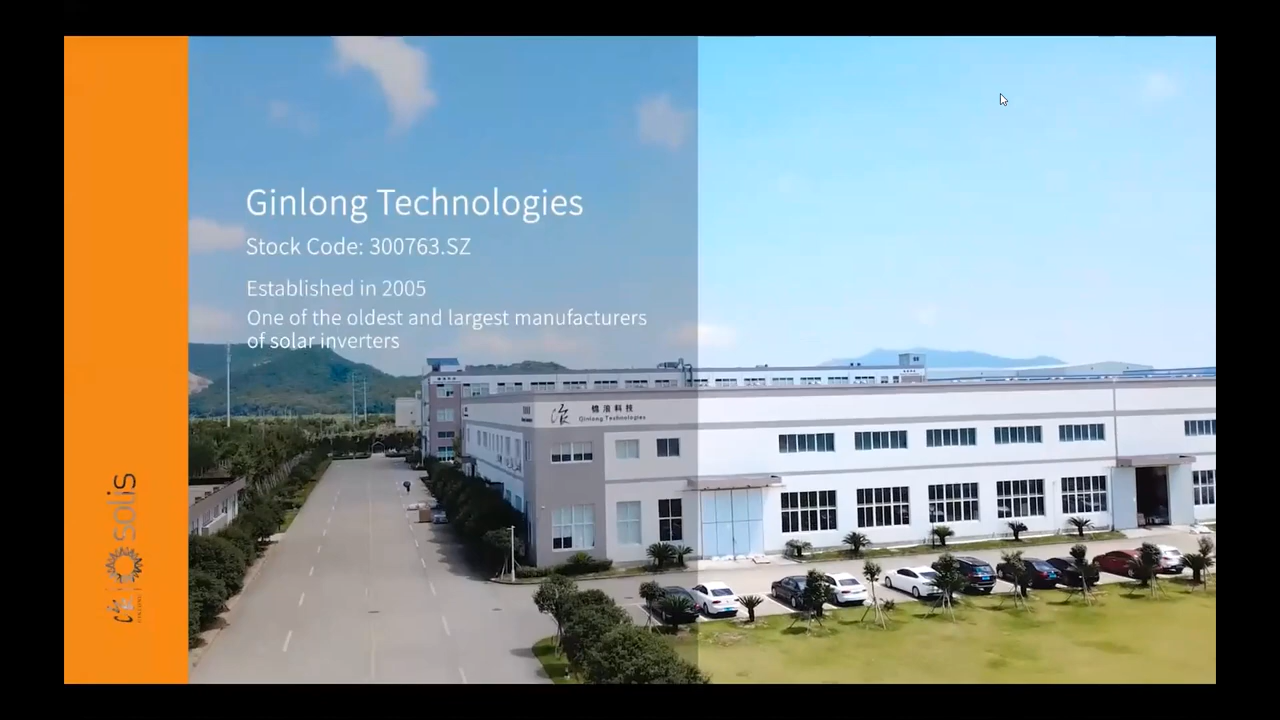 Ginlong Technologies
Stock Code: 300763.SZ
Established in 2005
One of the oldest and largest manufacturers
of solar inverters
锦浪科技
Ginlong Technologies
solis